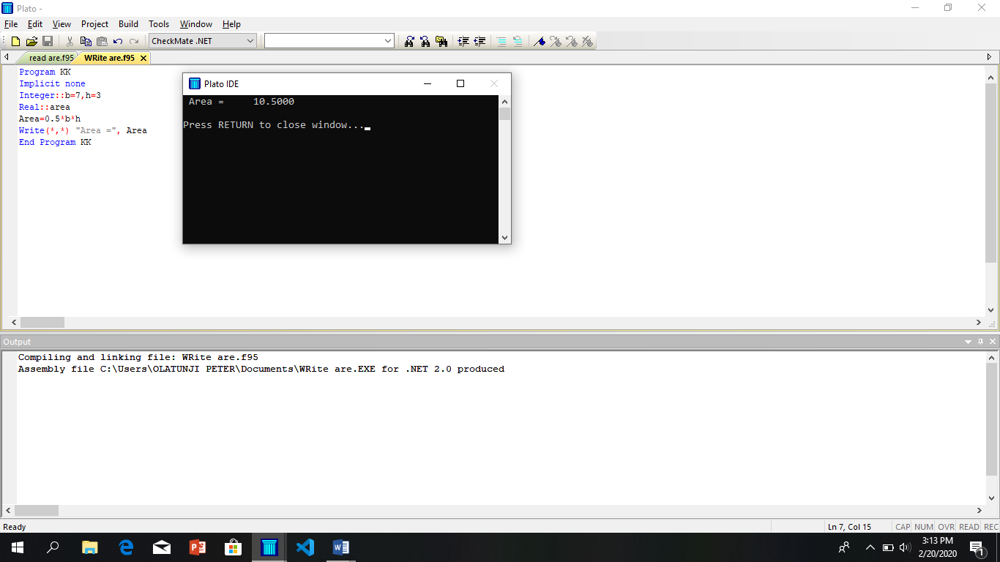 Plato -
File Edit View Project Build Tools Window Help
CheckMate .NET
read are.f95 WRite are.f95
Program KK
Implicit none
Integer::b=7,h=3
Real::area
Area=0.5*b*h
Write(*,*) "Area =", Area
End Program KK
Plato IDE
Area = 10.5000
Press RETURN to close window...
Output
Compiling and linking file: WRite are.f95
Assembly file C:\Users\OLATUNJI PETER\Documents\WRite are.EXE for .NET 2.0 produced
Ready Ln 7, Col 15 CAP NUM OVR READ REC
3:13 PM
2/20/2020
1